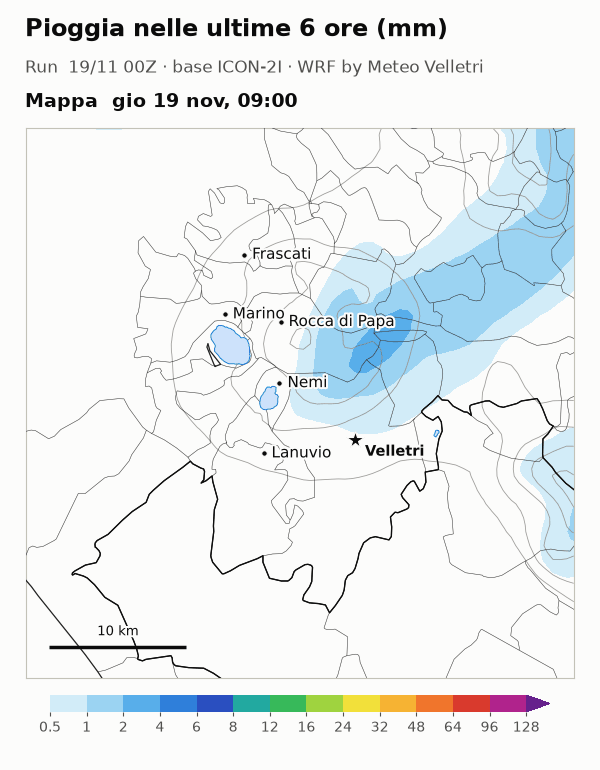 Pioggia nelle ultime 6 ore (mm)
Run  19/11 00Z · base ICON-2I · WRF by Meteo Velletri
Mappa  gio 19 nov, 09:00
Frascati
Marino
Rocca di Papa
Nemi
Velletri
Lanuvio
10 km
0.5 1 2 4 6 8 12 16 24 32 48 64 96 128